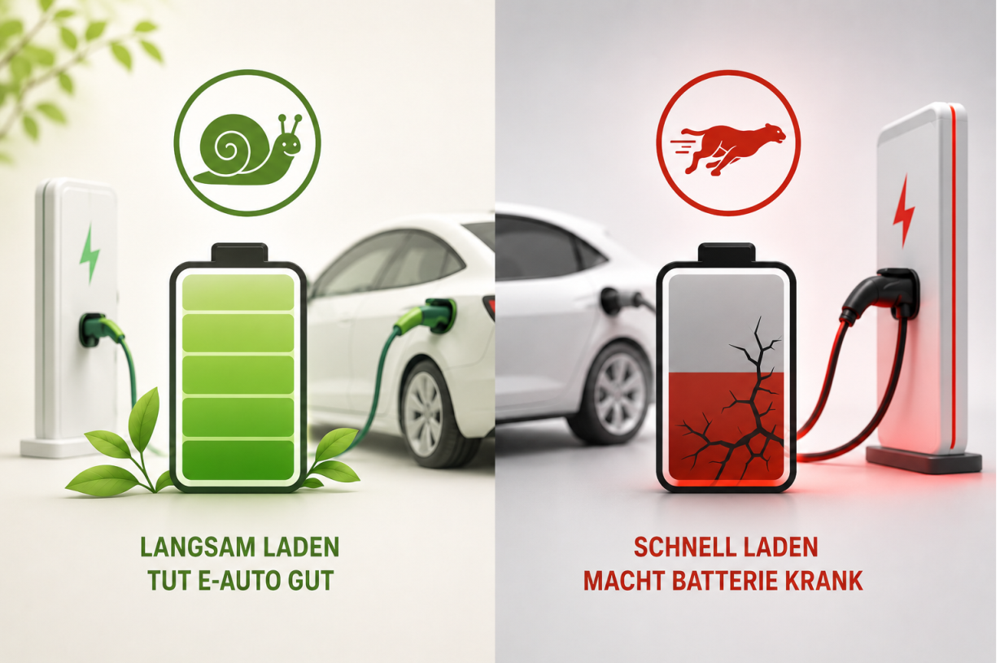 LANGSAM LADEN
TUT E-AUTO GUT
SCHNELL LADEN
MACHT BATTERIE KRANK